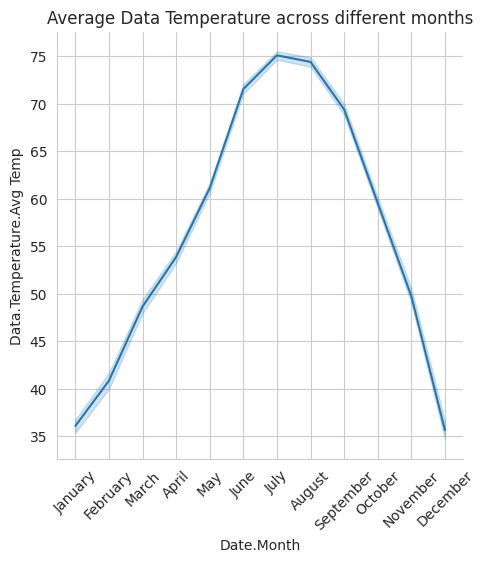 Average Data Temperature across different months
75
70
65
60
55
50
45
40
35
Data.Temperature.Avg Temp
January
February
March
April
May
June
July
August
September
October
November
December
Date.Month